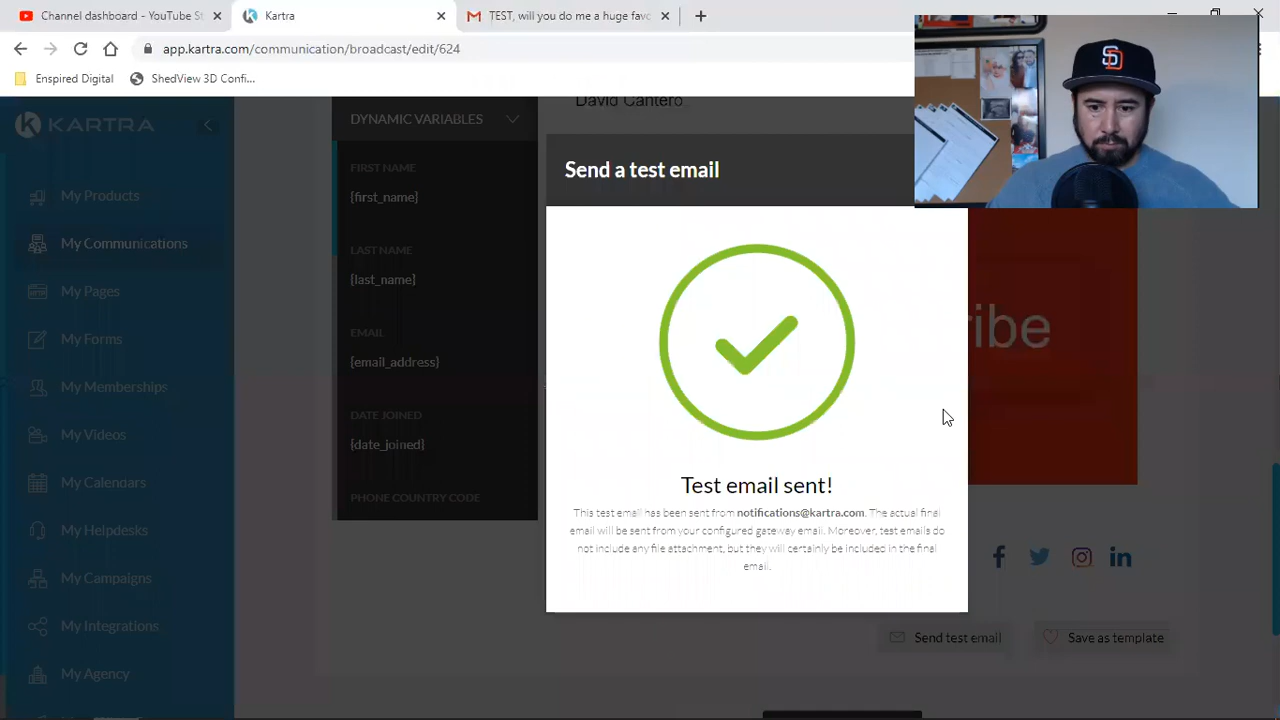 Channel dashboard - YouTube St
Kartra
TEST, will you do me a huge favo
app.kartra.com/communication/broadcast/edit/624
Enspired Digital
ShedView 3D Confi...
KARTRA
My Products
My Communications
My Pages
My Forms
My Memberships
My Videos
My Calendars
My Helpdesks
My Campaigns
My Integrations
My Agency
DYNAMIC VARIABLES
FIRST NAME
{first_name}
LAST NAME
{last_name}
EMAIL
{email_address}
DATE JOINED
{date_joined}
PHONE COUNTRY CODE
David Cantero
Send a test email
Test email sent!
This test email has been sent from notifications@kartra.com. The actual final
email will be sent from your configured gateway email. Moreover, test emails do
not include any file attachment, but they will certainly be included in the final
email.
ribe
Send test email
Save as template
SD